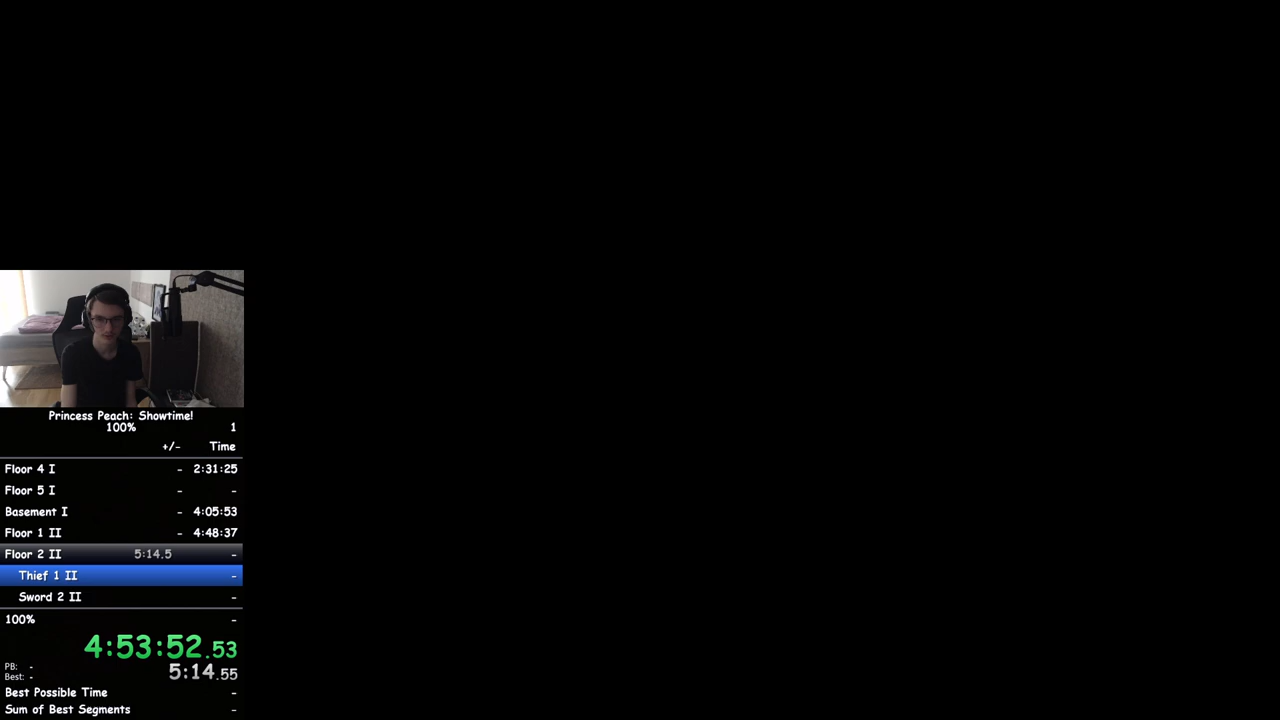 Princess Peach: Showtime!
100% 1
+/- Time
Floor 4 I - 2:31:25
Floor 5 I - -
Basement I - 4:05:53
Floor 1 II - 4:48:37
Floor 2 II 5:14.5 -
Thief 1 II -
Sword 2 II -
100% -
4:53:52.53
PB: - 5:14.55
Best: -
Best Possible Time -
Sum of Best Segments -